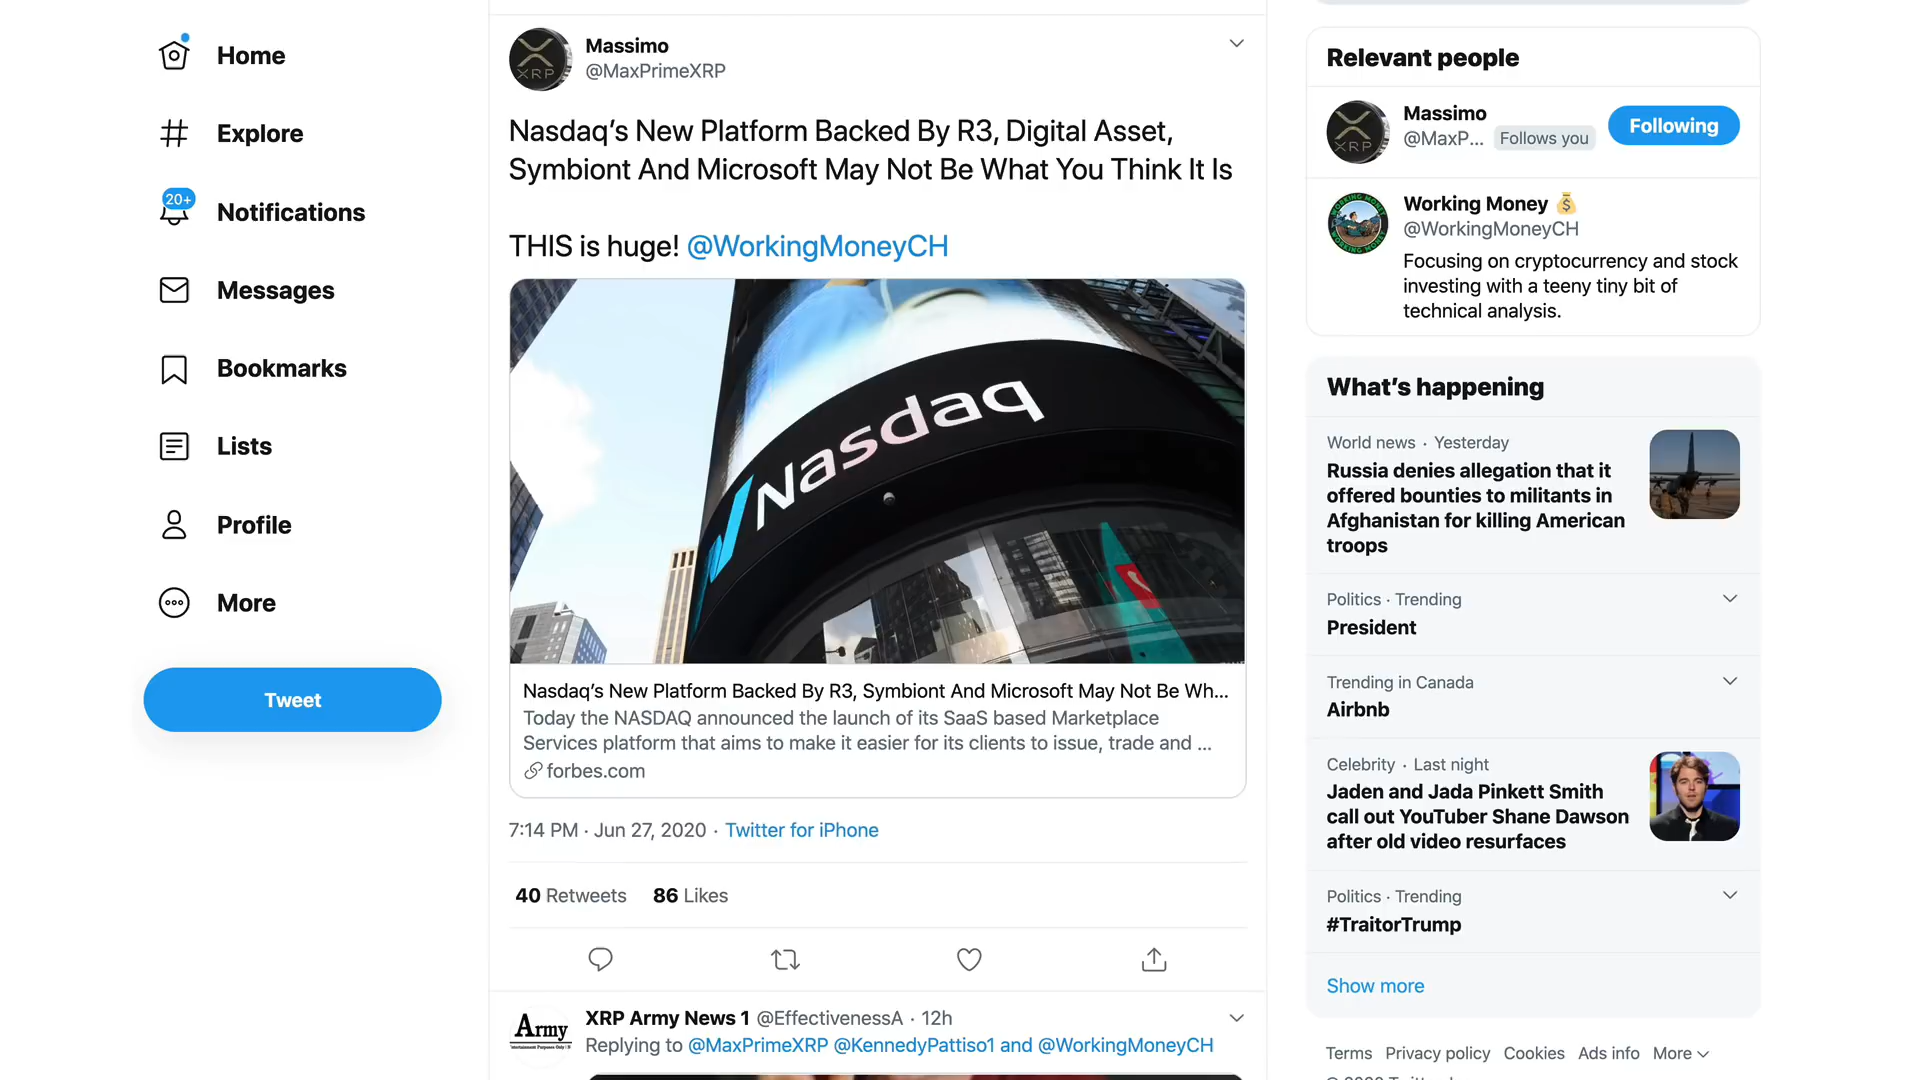 Home
Explore
20+
Notifications
Messages
Bookmarks
Lists
Profile
More
Tweet
XRP
Massimo
@MaxPrimeXRP
Nasdaq’s New Platform Backed By R3, Digital Asset,
Symbiont And Microsoft May Not Be What You Think It Is
THIS is huge! @WorkingMoneyCH
Nasdaq
Nasdaq’s New Platform Backed By R3, Symbiont And Microsoft May Not Be Wh...
Today the NASDAQ announced the launch of its SaaS based Marketplace
Services platform that aims to make it easier for its clients to issue, trade and ...
forbes.com
7:14 PM · Jun 27, 2020 · Twitter for iPhone
40 Retweets 86 Likes
Army
XRP Army News 1 @EffectivenessA · 12h
Replying to @MaxPrimeXRP @KennedyPattiso1 and @WorkingMoneyCH
Relevant people
XRP
Massimo
@MaxP... Follows you
Following
WORKING MONEY
Working Money
@WorkingMoneyCH
Focusing on cryptocurrency and stock
investing with a teeny tiny bit of
technical analysis.
What’s happening
World news · Yesterday
Russia denies allegation that it
offered bounties to militants in
Afghanistan for killing American
troops
Politics · Trending
President
Trending in Canada
Airbnb
Celebrity · Last night
Jaden and Jada Pinkett Smith
call out YouTuber Shane Dawson
after old video resurfaces
Politics · Trending
#TraitorTrump
Show more
Terms Privacy policy Cookies Ads info More